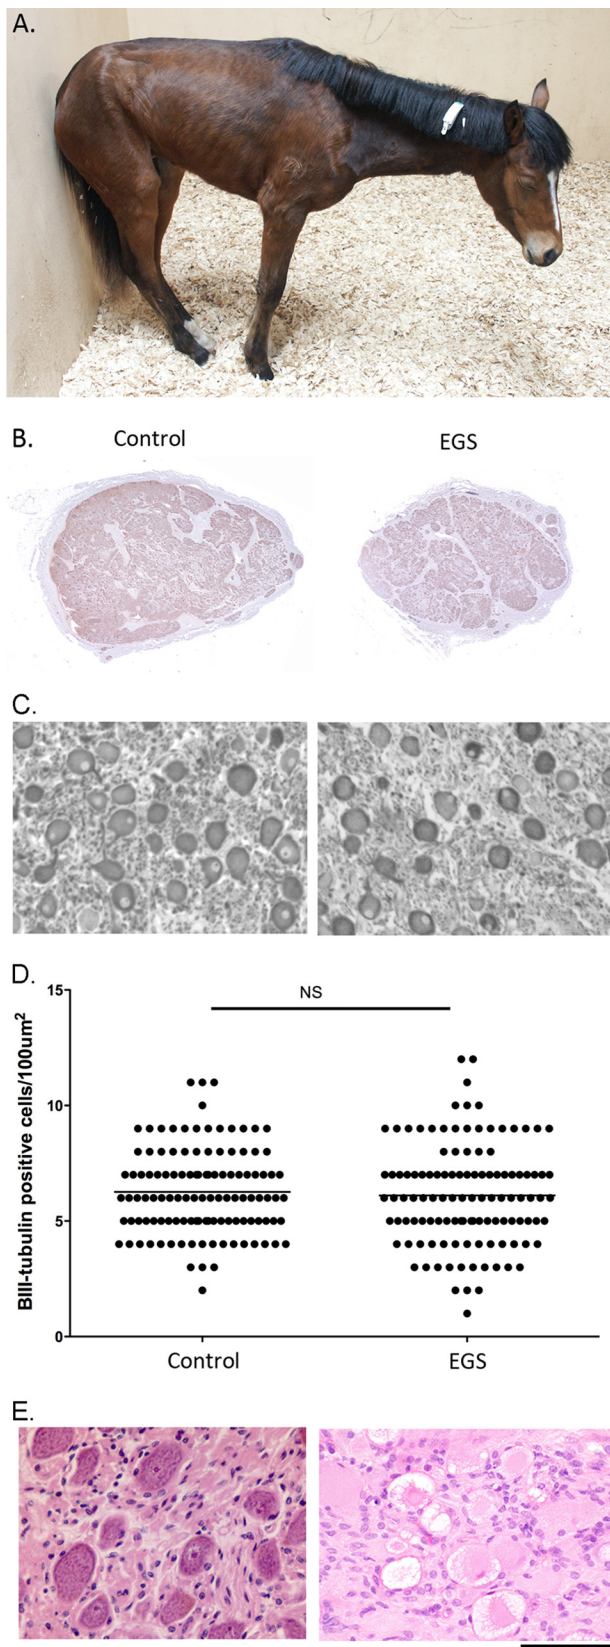 A.
B.
Control
EGS
C.
D.
15
NS
10
5
0
BIII-tubulin positive cells/100um²
Control
EGS
E.